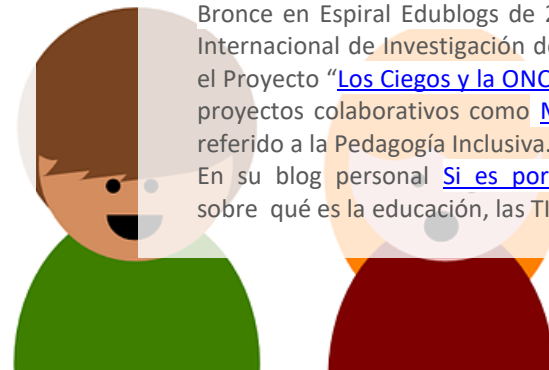 Bronce en Espiral Edublogs de 2
Internacional de Investigación de
el Proyecto “Los Ciegos y la ONC
proyectos colaborativos como M
referido a la Pedagogía Inclusiva.
En su blog personal Si es por
sobre qué es la educación, las TI